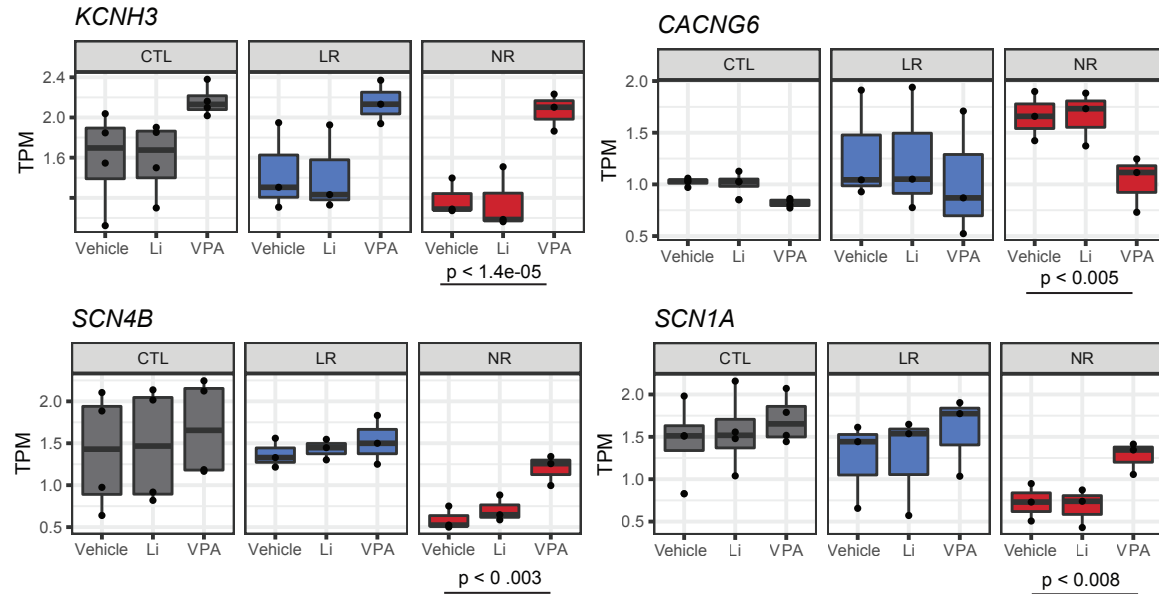 KCNH3
CTL LR NR
TPM
2.4
2.0
1.6
Vehicle Li VPA Vehicle Li VPA Vehicle Li VPA
p < 1.4e-05
CACNG6
CTL LR NR
TPM
2.0
1.5
1.0
0.5
Vehicle Li VPA Vehicle Li VPA Vehicle Li VPA
p < 0.005
SCN4B
CTL LR NR
TPM
2.0
1.5
1.0
0.5
Vehicle Li VPA Vehicle Li VPA Vehicle Li VPA
p < 0 .003
SCN1A
CTL LR NR
TPM
2.0
1.5
1.0
0.5
Vehicle Li VPA Vehicle Li VPA Vehicle Li VPA
p < 0.008